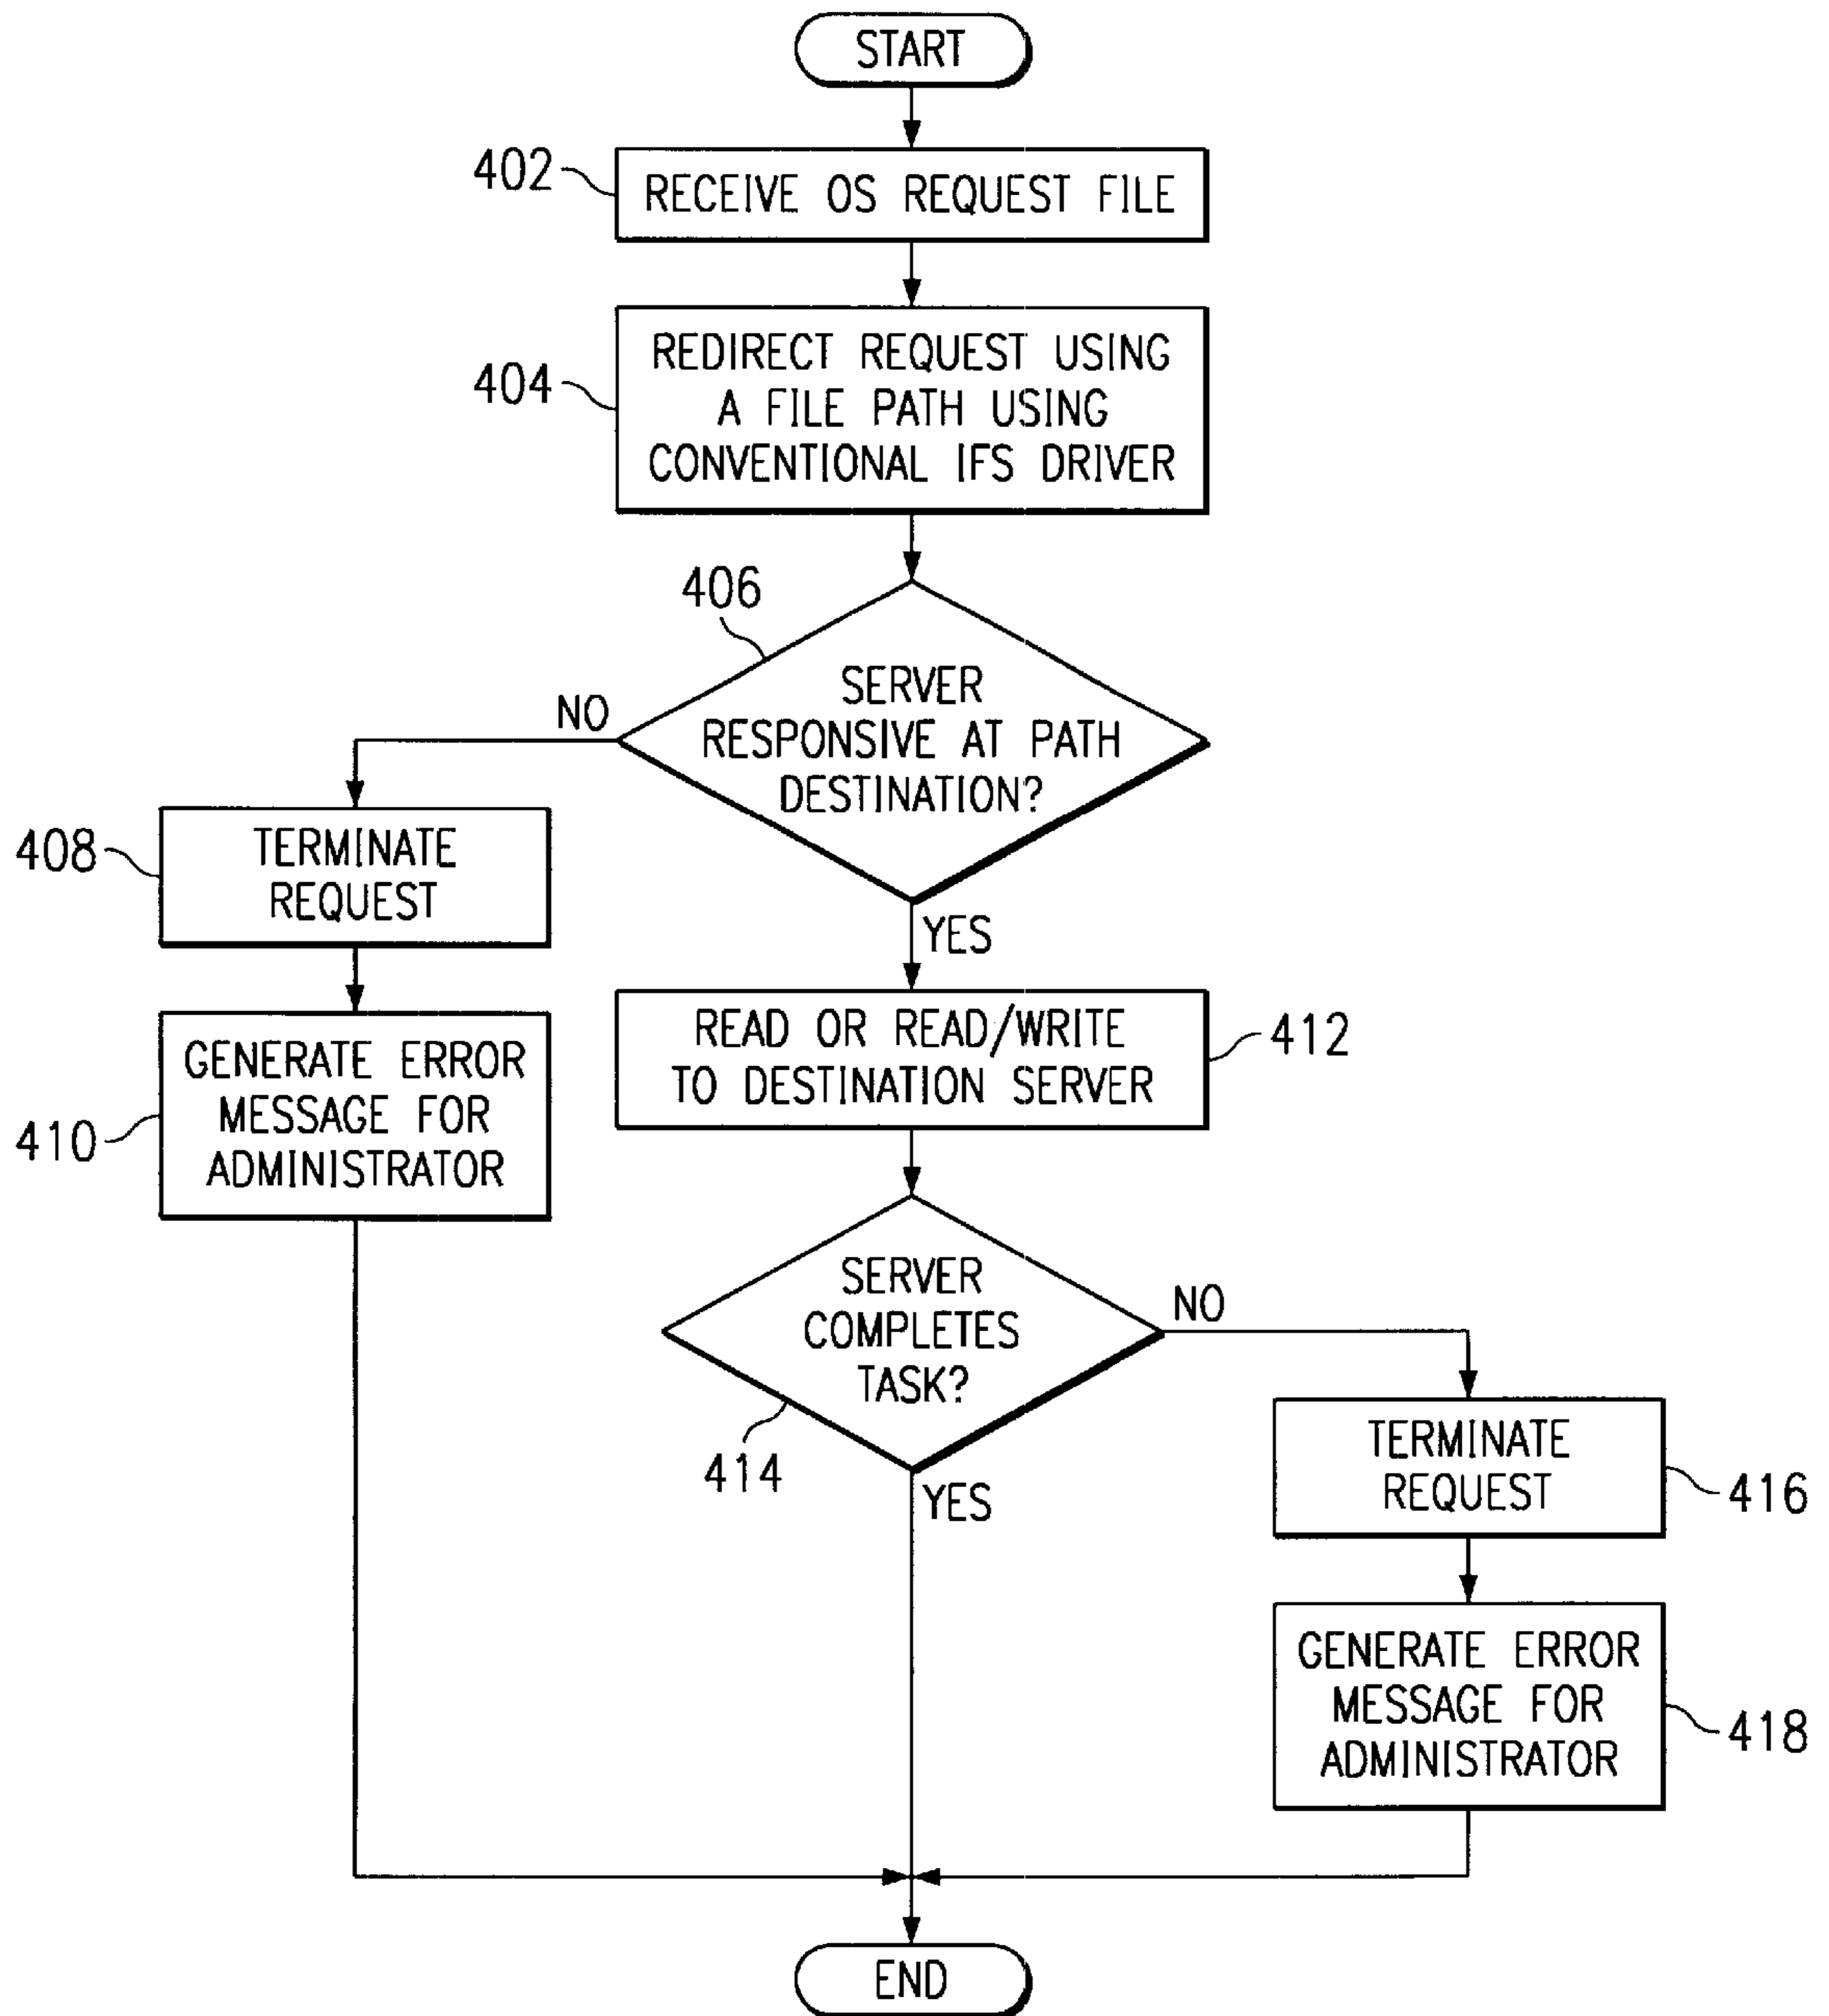 START
402
RECEIVE OS REQUEST FILE
404
REDIRECT REQUEST USING
A FILE PATH USING
CONVENTIONAL IFS DRIVER
406
SERVER
RESPONSIVE AT PATH
DESTINATION?
NO
YES
408
TERMINATE
REQUEST
410
GENERATE ERROR
MESSAGE FOR
ADMINISTRATOR
READ OR READ/WRITE
TO DESTINATION SERVER
412
SERVER
COMPLETES
TASK?
414
NO
YES
TERMINATE
REQUEST
416
GENERATE ERROR
MESSAGE FOR
ADMINISTRATOR
418
END